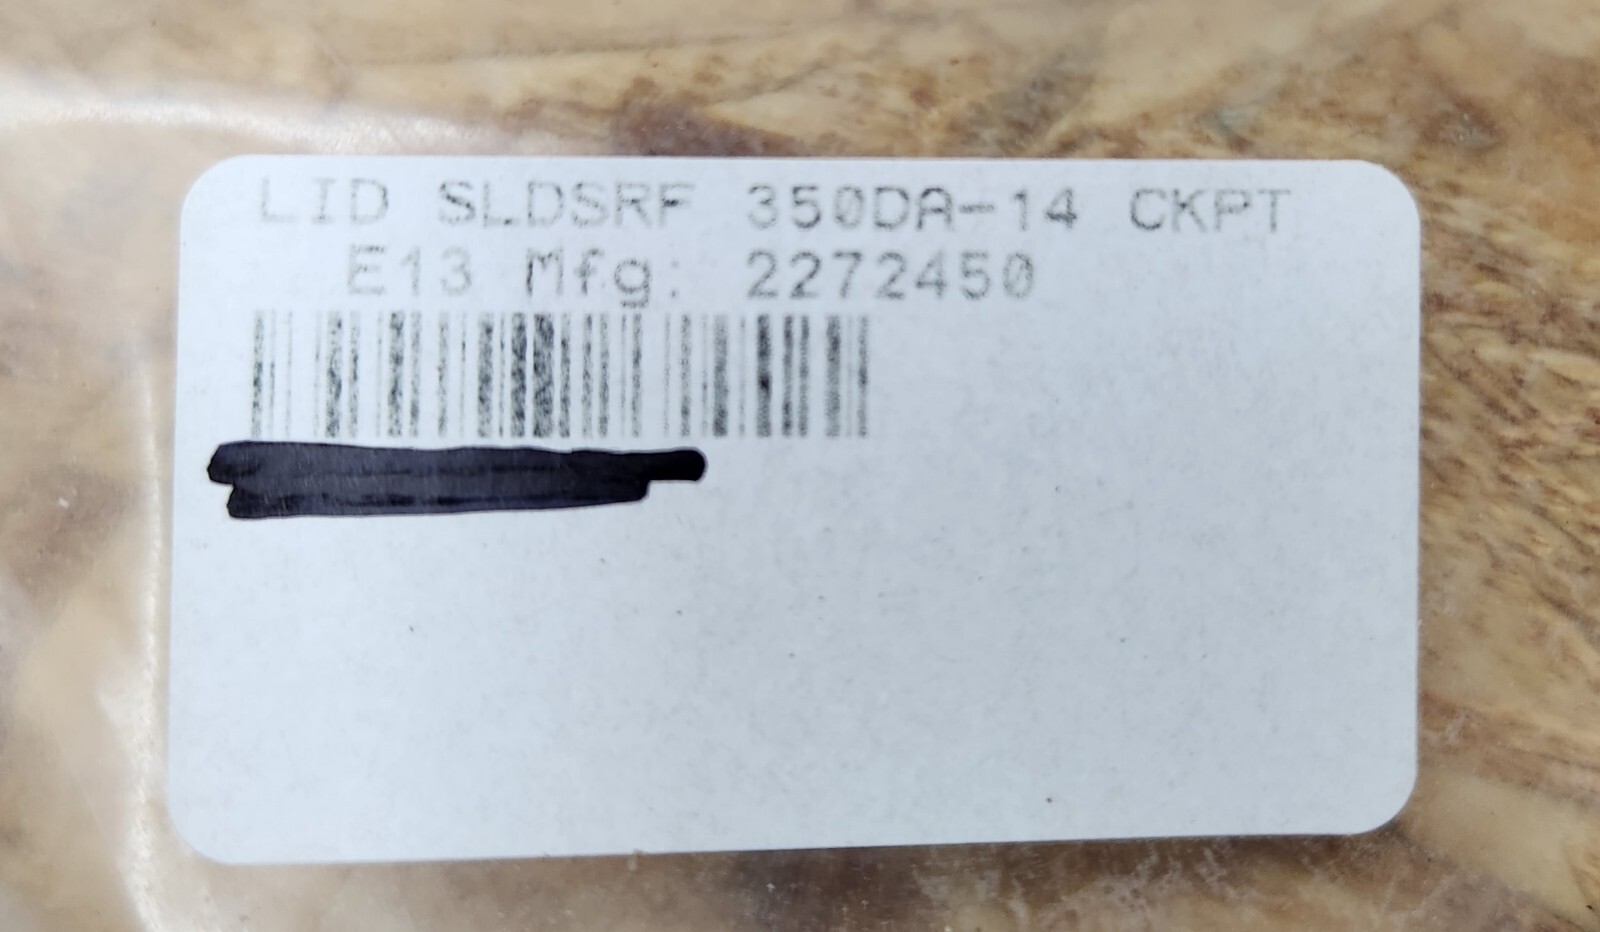 LID SLDSRF 350DA-14 CKPT
E13 Mfg: 2272450